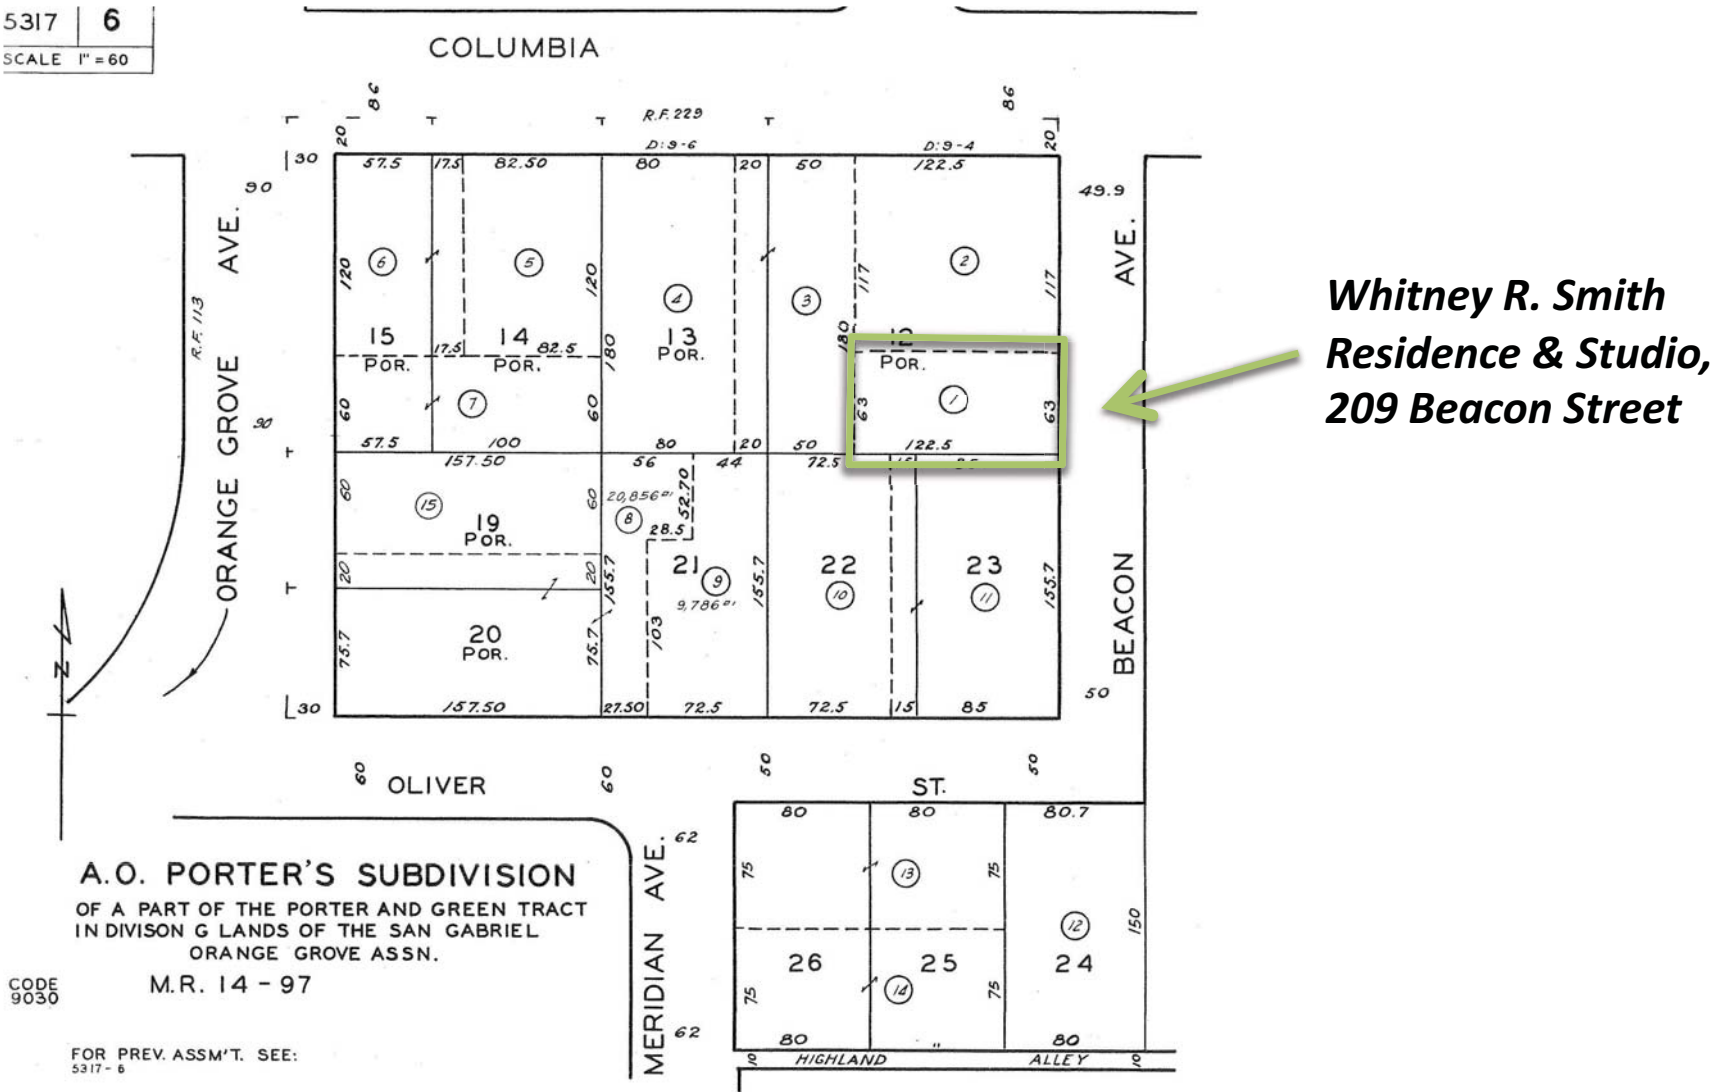 5317 6
SCALE 1" = 60
COLUMBIA
86 86
R.F. 229
20 D:9-6 D:9-4 20
30 57.5 17.5 82.50 80 20 50 122.5
90 49.9
ORANGE GROVE AVE.
R.F. 113
BEACON AVE.
6 5 4 3 2
120 120 117 117
15 14 13 12
POR. POR. POR. POR.
17.5 82.5 180 180
Whitney R. Smith
Residence & Studio,
209 Beacon Street
90 60 7 60 63 1 63
57.5 100 80 20 50 122.5
157.50 56 44 72.5 15 85
60 15 60 20,856 8 52.70
19
POR.
28.5
20 20 155.7 21 9 155.7 22 23 155.7
9,786 10 11
20
POR.
75.7 75.7 103
50
30 157.50 27.50 72.5 72.5 15 85
60 60 50 50
OLIVER ST.
N
80 80 80.7
MERIDIAN AVE. 62
75 13 75
A.O. PORTER'S SUBDIVISION
OF A PART OF THE PORTER AND GREEN TRACT
IN DIVISON G LANDS OF THE SAN GABRIEL
ORANGE GROVE ASSN.
M.R. 14 - 97
12 150
26 25 24
75 14 75
CODE
9030
62
80 " 80
10 HIGHLAND ALLEY 10
FOR PREV. ASSM'T. SEE:
5317 - 6